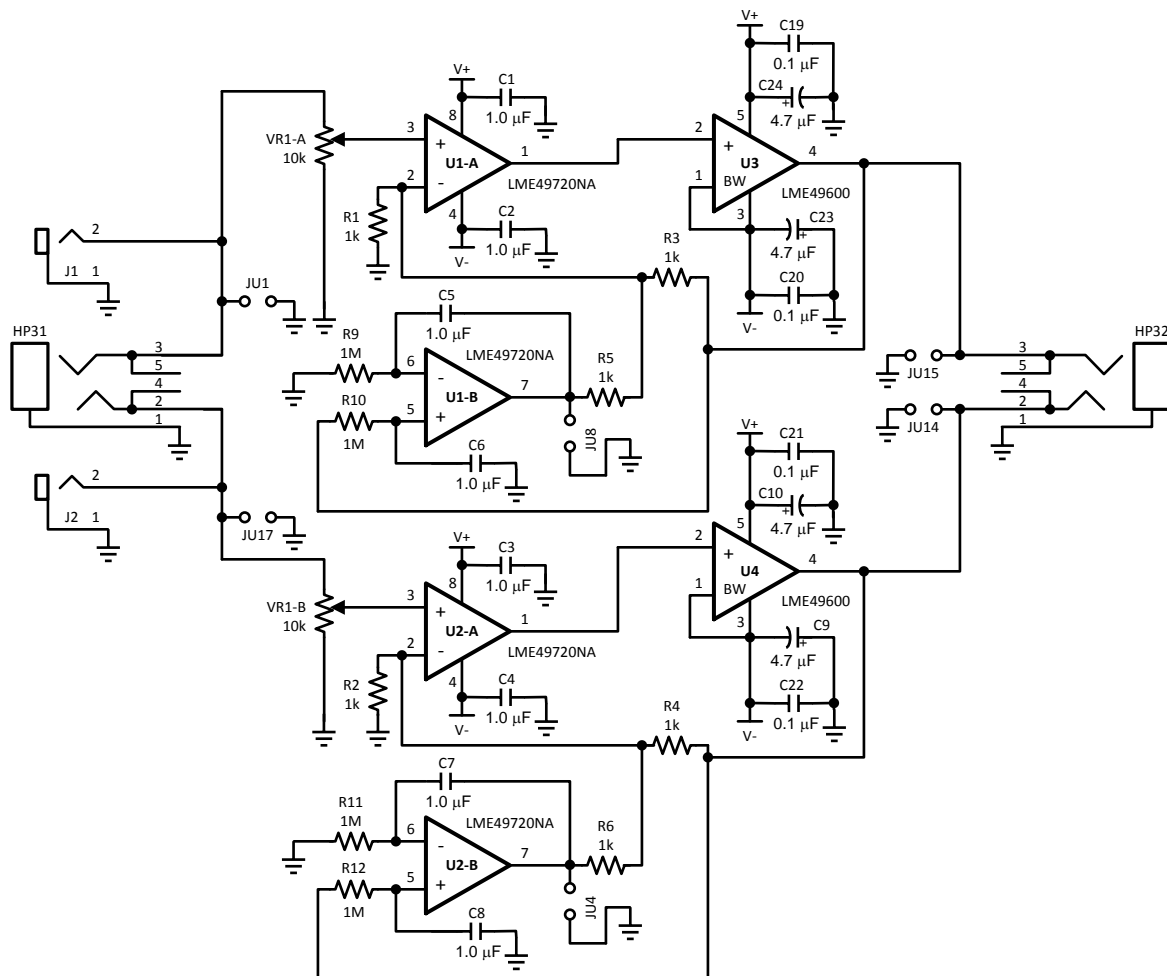 V+
C19
0.1 µF
C24
+
4.7 µF
5
V+
C1
1.0 µF
8
VR1-A
10k
3
+
U1-A
1
LME49720NA
2
-
4
R1
1k
C2
1.0 µF
V-
2
+
U3
4
LME49600
1
BW
3
C23
+
4.7 µF
C20
0.1 µF
V-
R3
1k
2
J1
1
JU1
HP31
3
5
4
2
1
C5
1.0 µF
LME49720NA
R9
1M
6
-
U1-B
7
R5
1k
R10
1M
5
+
JU8
C6
1.0 µF
JU15
JU14
3
5
4
2
1
HP32
2
J2
1
JU17
V+
C21
0.1 µF
C10
+
4.7 µF
5
V+
C3
1.0 µF
8
VR1-B
10k
3
+
U2-A
1
LME49720NA
2
-
4
R2
1k
C4
1.0 µF
V-
2
+
U4
4
LME49600
1
BW
3
C9
+
4.7 µF
C22
0.1 µF
V-
R4
1k
C7
1.0 µF
LME49720NA
R11
1M
6
-
U2-B
7
R6
1k
R12
1M
5
+
JU4
C8
1.0 µF